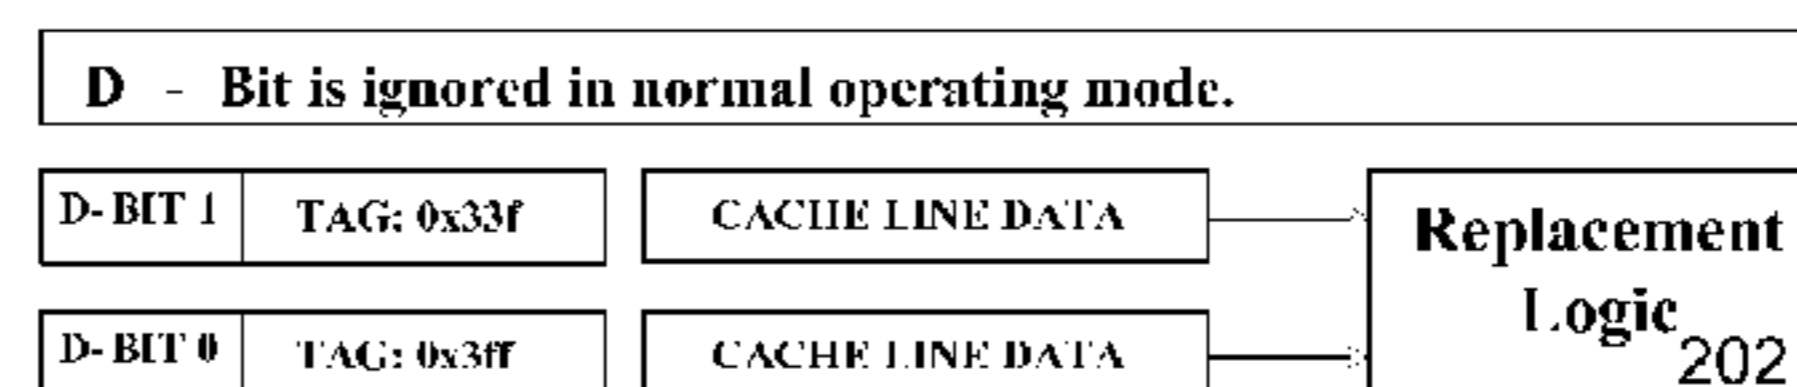 D - Bit is ignored in normal operating mode.
D-BIT 1 TAG: 0x33f CACHE LINE DATA
Replacement
Logic
D-BIT 0 TAG: 0x3ff CACHE LINE DATA
202